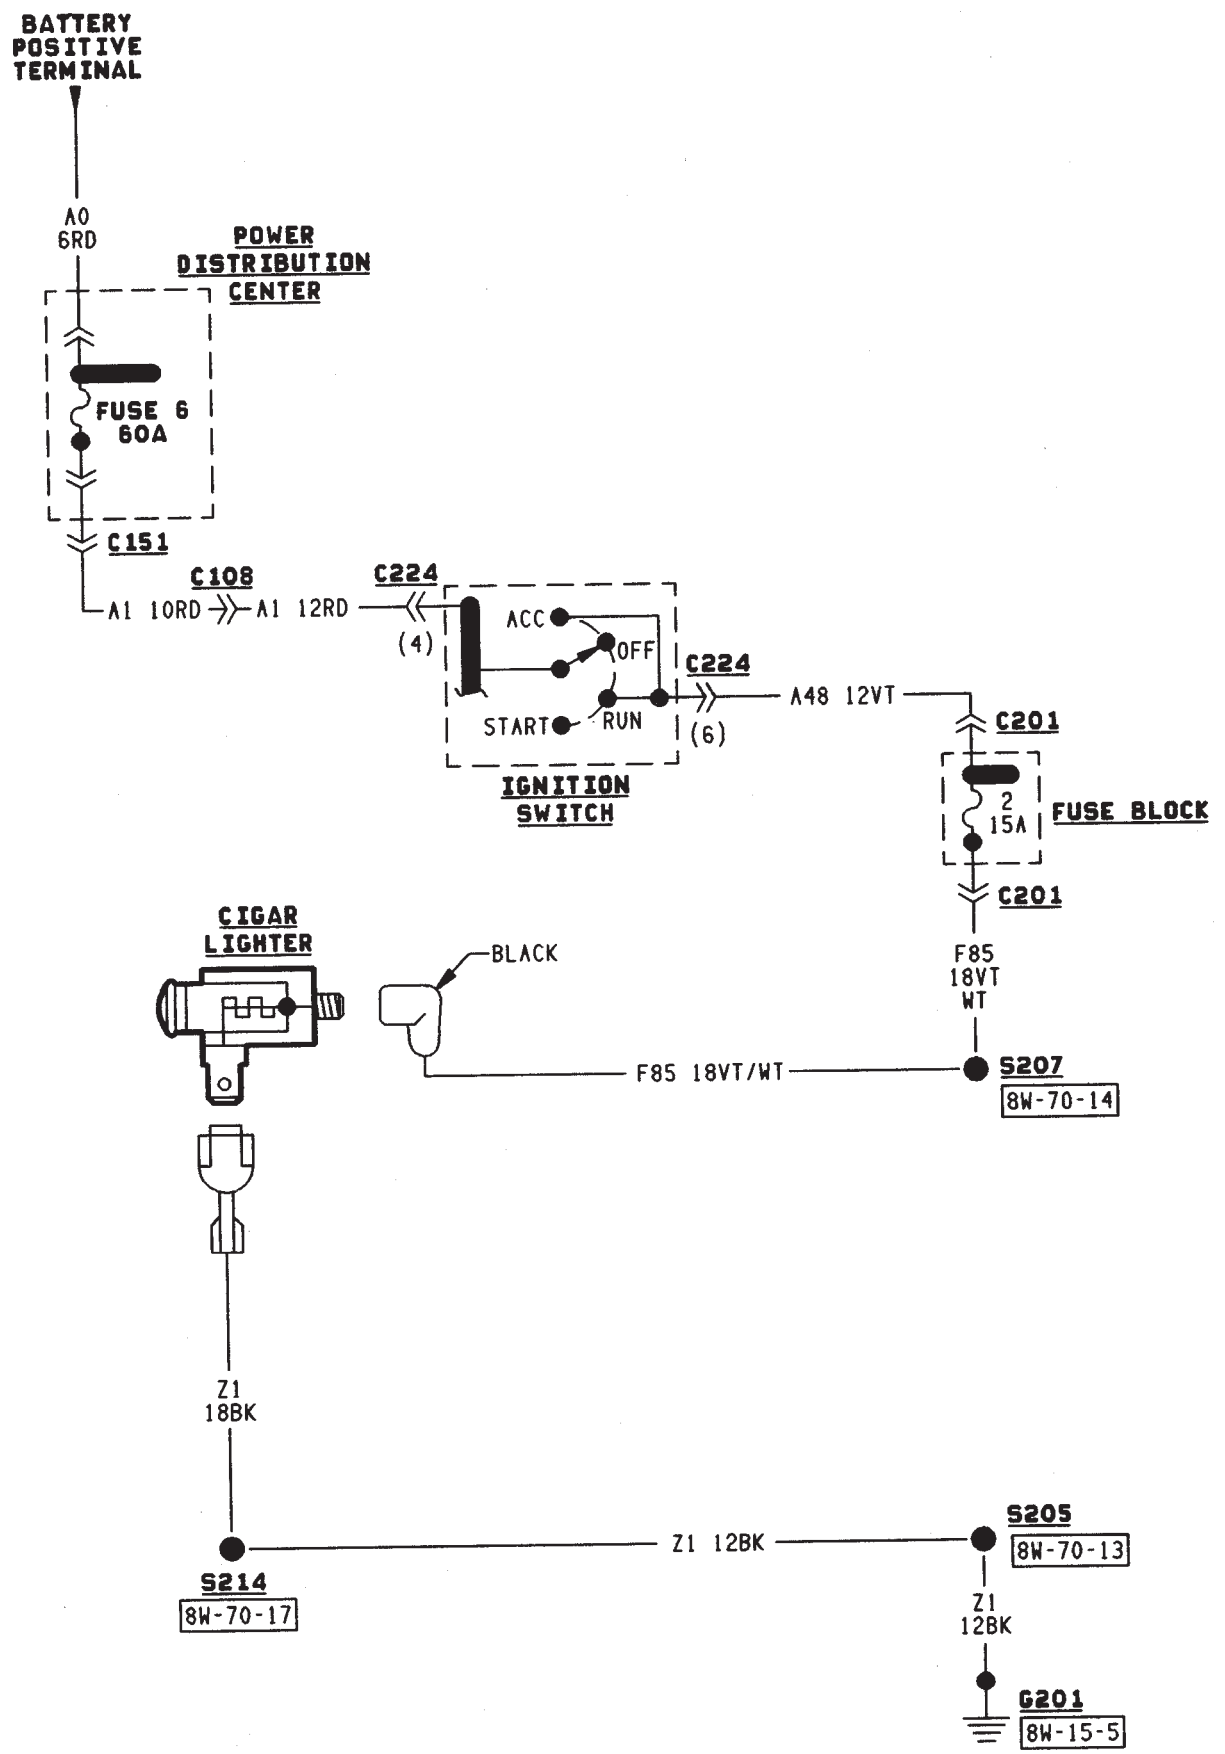 BATTERY
POSITIVE
TERMINAL
A0
6RD
POWER
DISTRIBUTION
CENTER
FUSE 6
60A
C151
C108
C224
A1 10RD
A1 12RD
(4)
ACC
OFF
START
RUN
C224
(6)
A48 12VT
C201
IGNITION
SWITCH
2
15A
FUSE BLOCK
C201
CIGAR
LIGHTER
BLACK
F85
18VT
WT
F85 18VT/WT
S207
8W-70-14
Z1
18BK
S214
8W-70-17
Z1 12BK
S205
8W-70-13
Z1
12BK
G201
8W-15-5